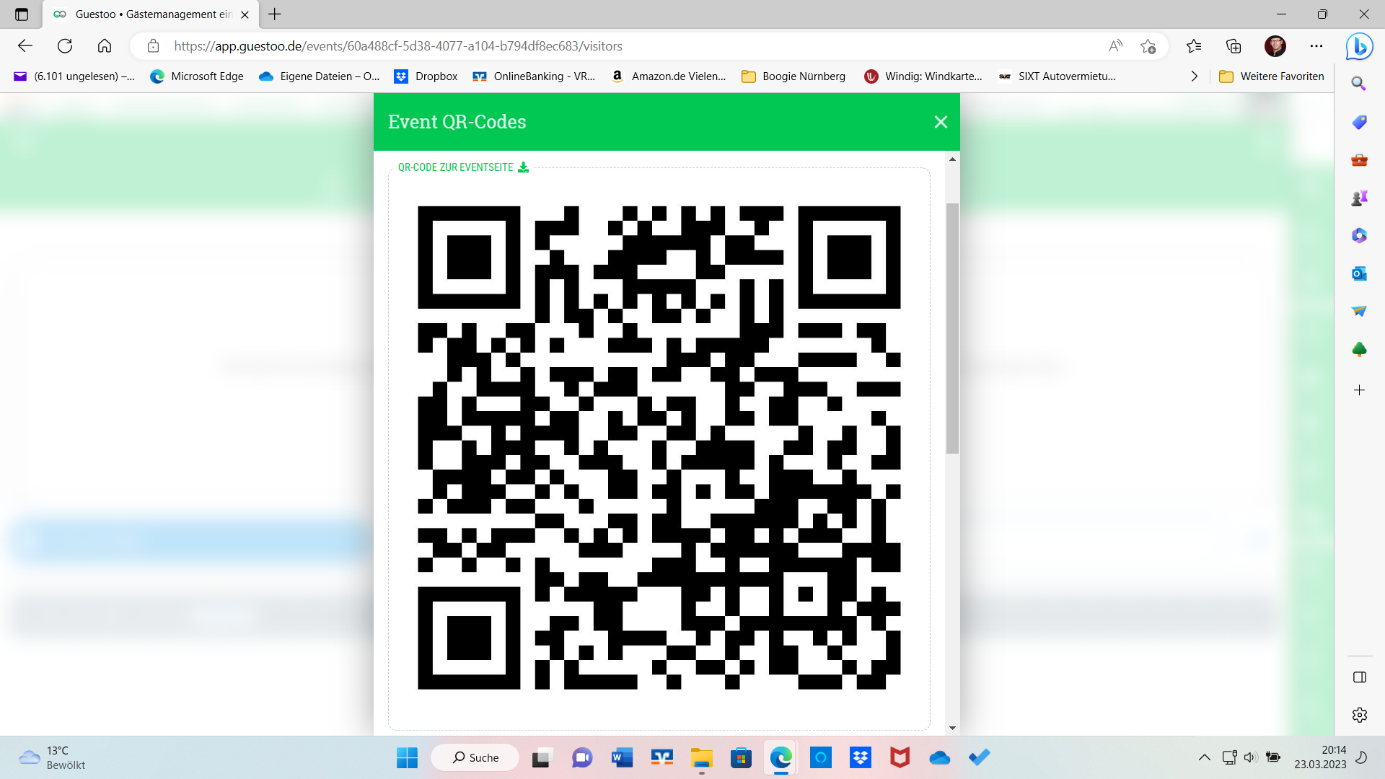 Guestoo • Gästemanagement ein
https://app.guestoo.de/events/60a488cf-5d38-4077-a104-b794df8ec683/visitors
(6.101 ungelesen) –...
Microsoft Edge
Eigene Dateien – O...
Dropbox
OnlineBanking - VR...
Amazon.de Vielen...
Boogie Nürnberg
Windig: Windkarte...
SIXT Autovermietu...
Weitere Favoriten
Event QR-Codes
QR-CODE ZUR EVENTSEITE
13°C
Bewölkt
Suche
20:14
23.03.2023